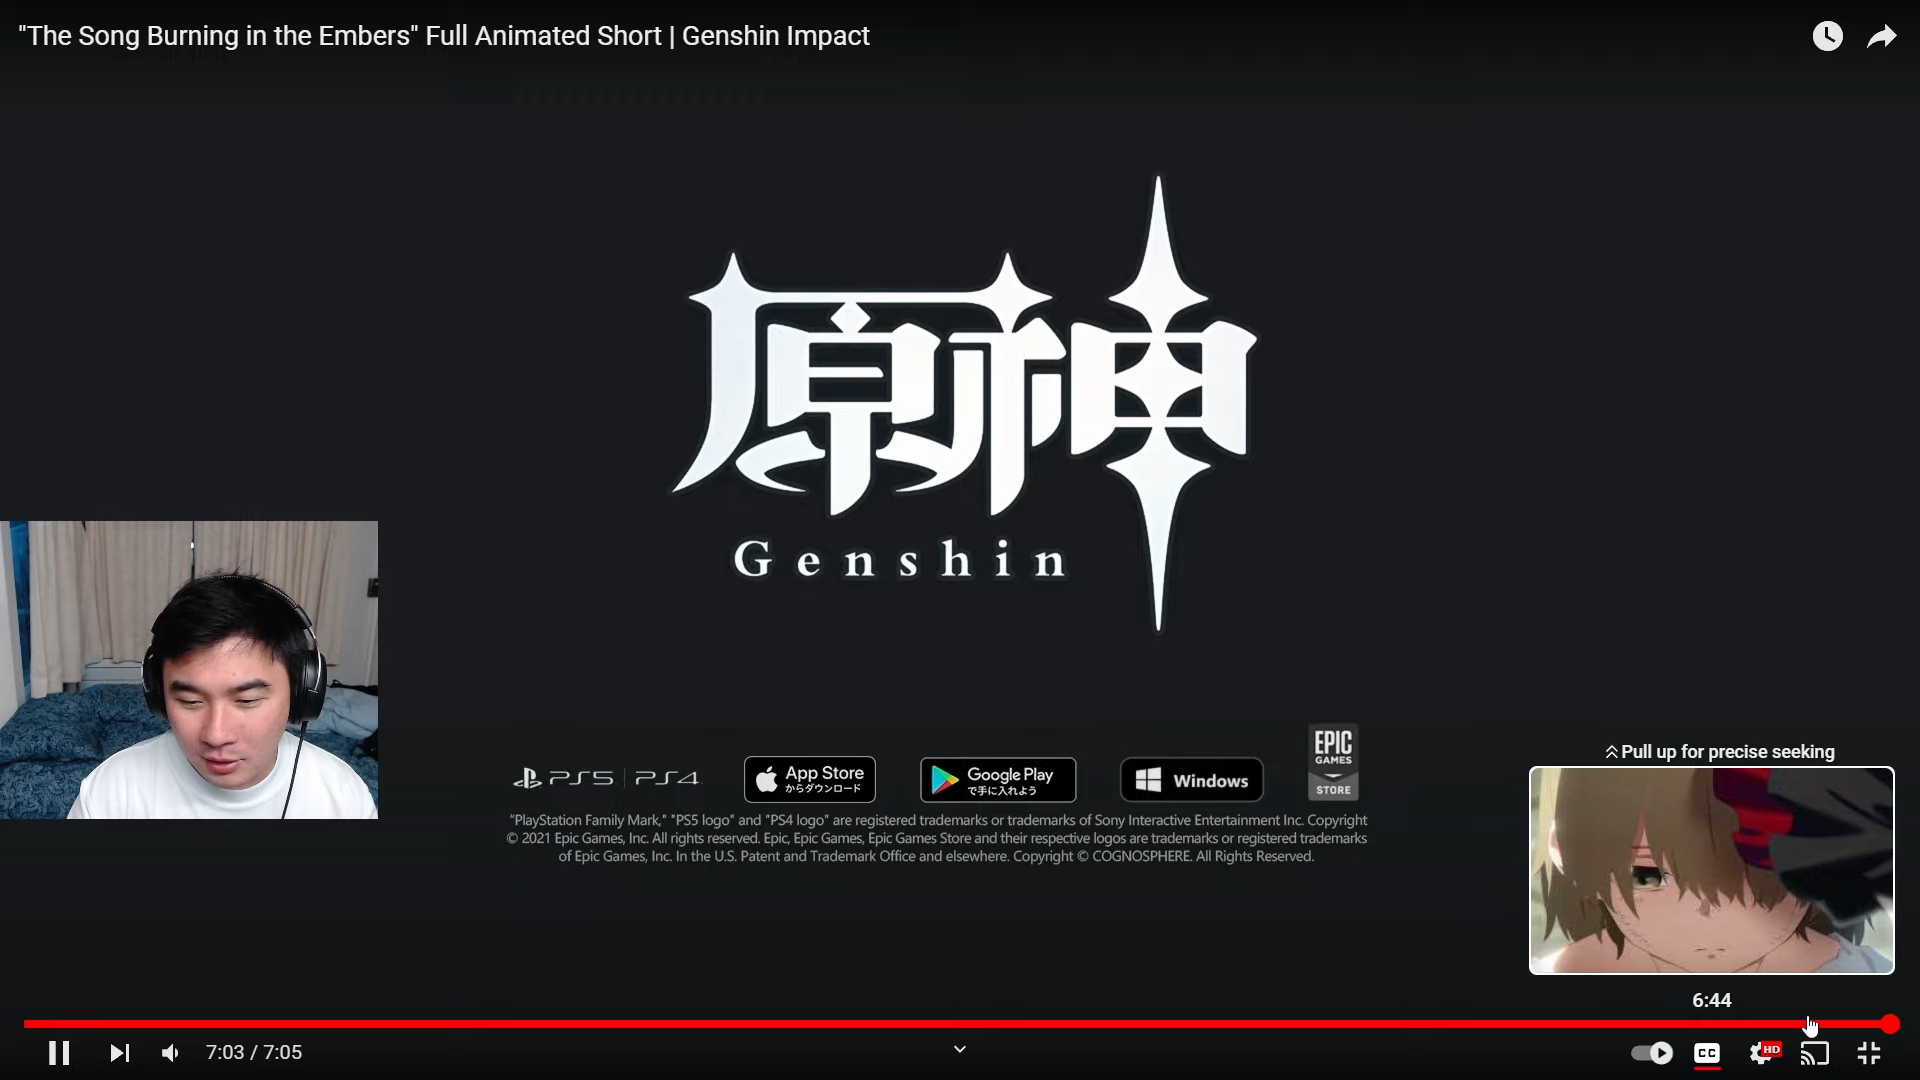 "The Song Burning in the Embers" Full Animated Short | Genshin Impact
原神
Genshin
PS5 | PS4
App Store
からダウンロード
Google Play
で手に入れよう
Windows
EPIC
GAMES
STORE
"PlayStation Family Mark," "PS5 logo" and "PS4 logo" are registered trademarks or trademarks of Sony Interactive Entertainment Inc. Copyright
© 2021 Epic Games, Inc. All rights reserved. Epic, Epic Games, Epic Games Store and their respective logos are trademarks or registered trademarks
of Epic Games, Inc. In the U.S. Patent and Trademark Office and elsewhere. Copyright © COGNOSPHERE. All Rights Reserved.
Pull up for precise seeking
6:44
7:03 / 7:05
CC
HD